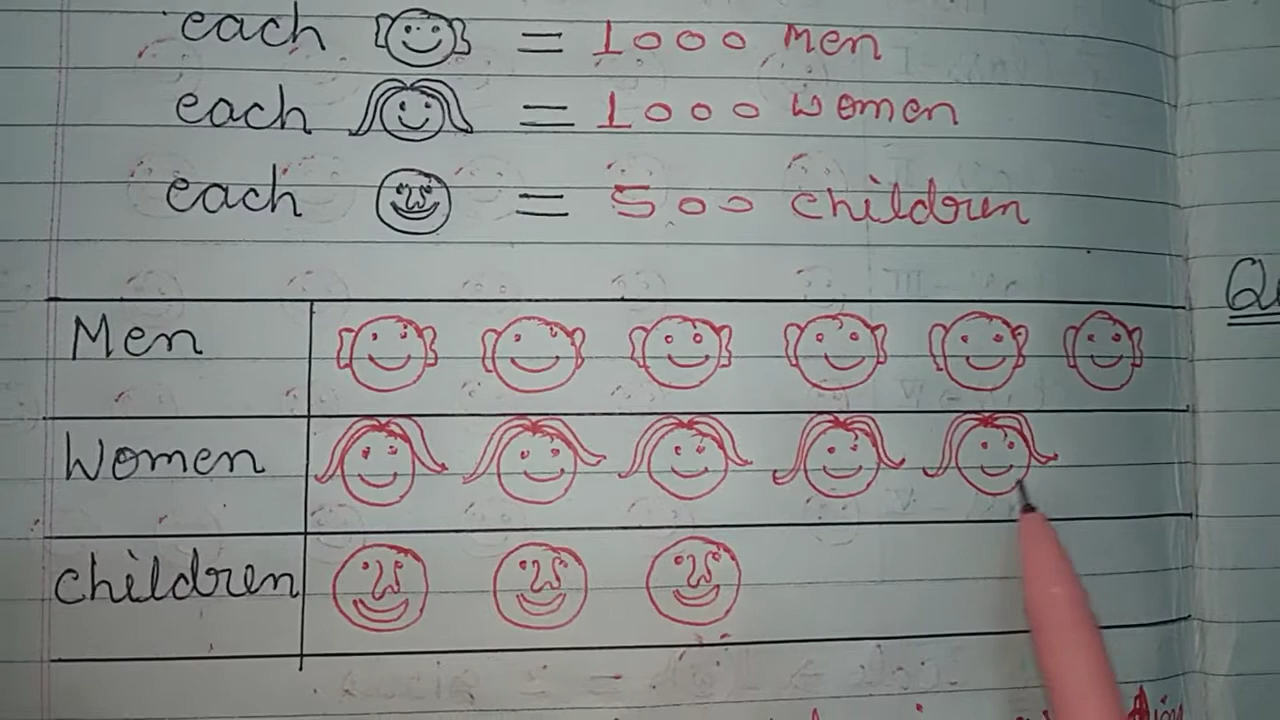 each = 1000 men
each = 1000 women
each = 500 children
Men
Women
children